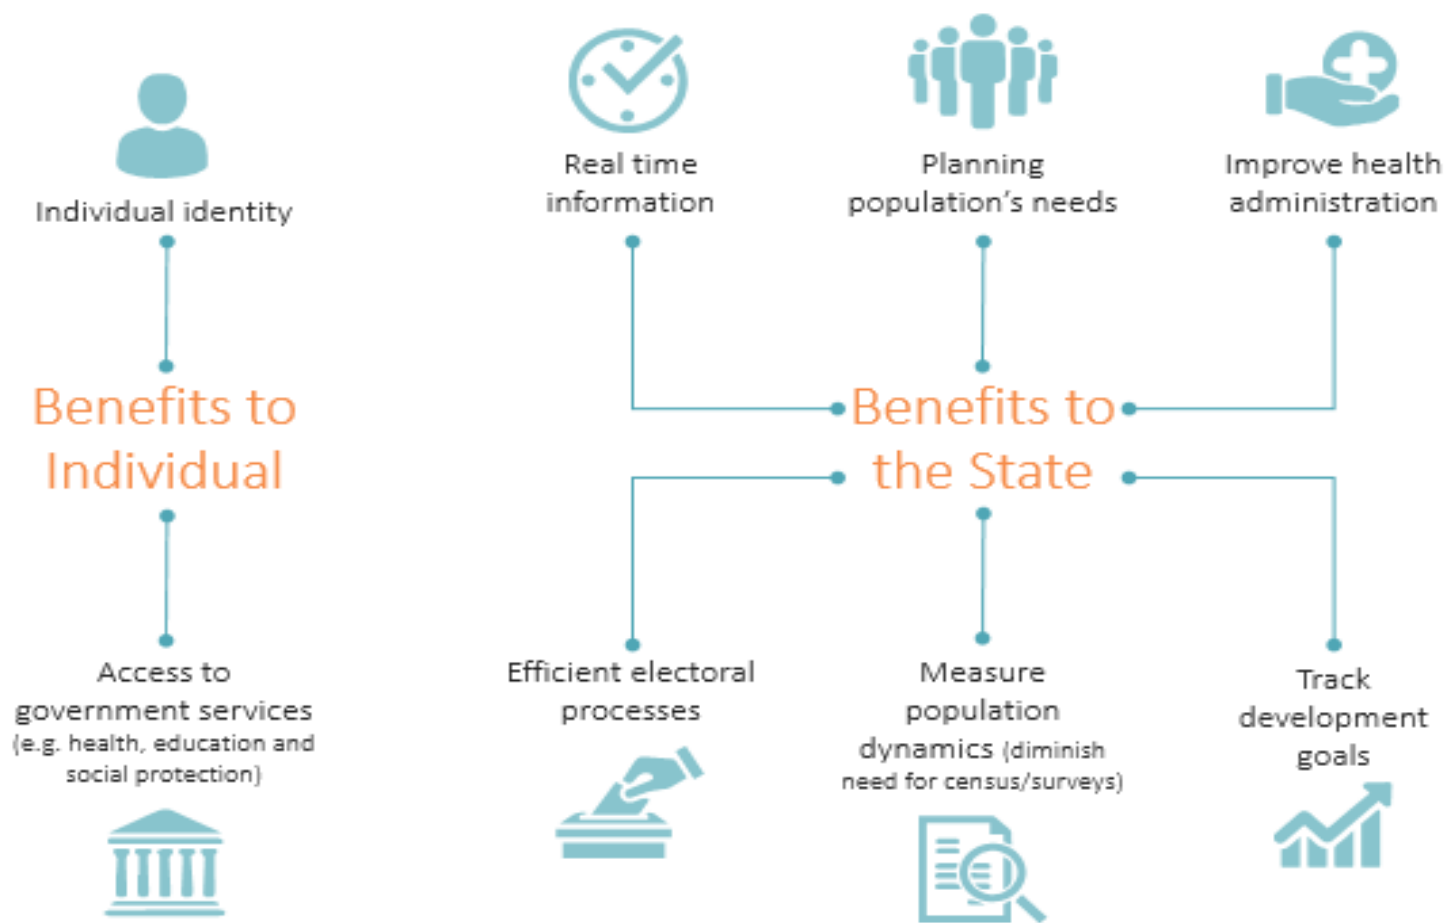 Individual identity
Benefits to
Individual
Access to
government services
(e.g. health, education and
social protection)
Real time
information
Planning
population's needs
Improve health
administration
Benefits to
the State
Efficient electoral
processes
Measure
population
dynamics (diminish
need for census/surveys)
Track
development
goals